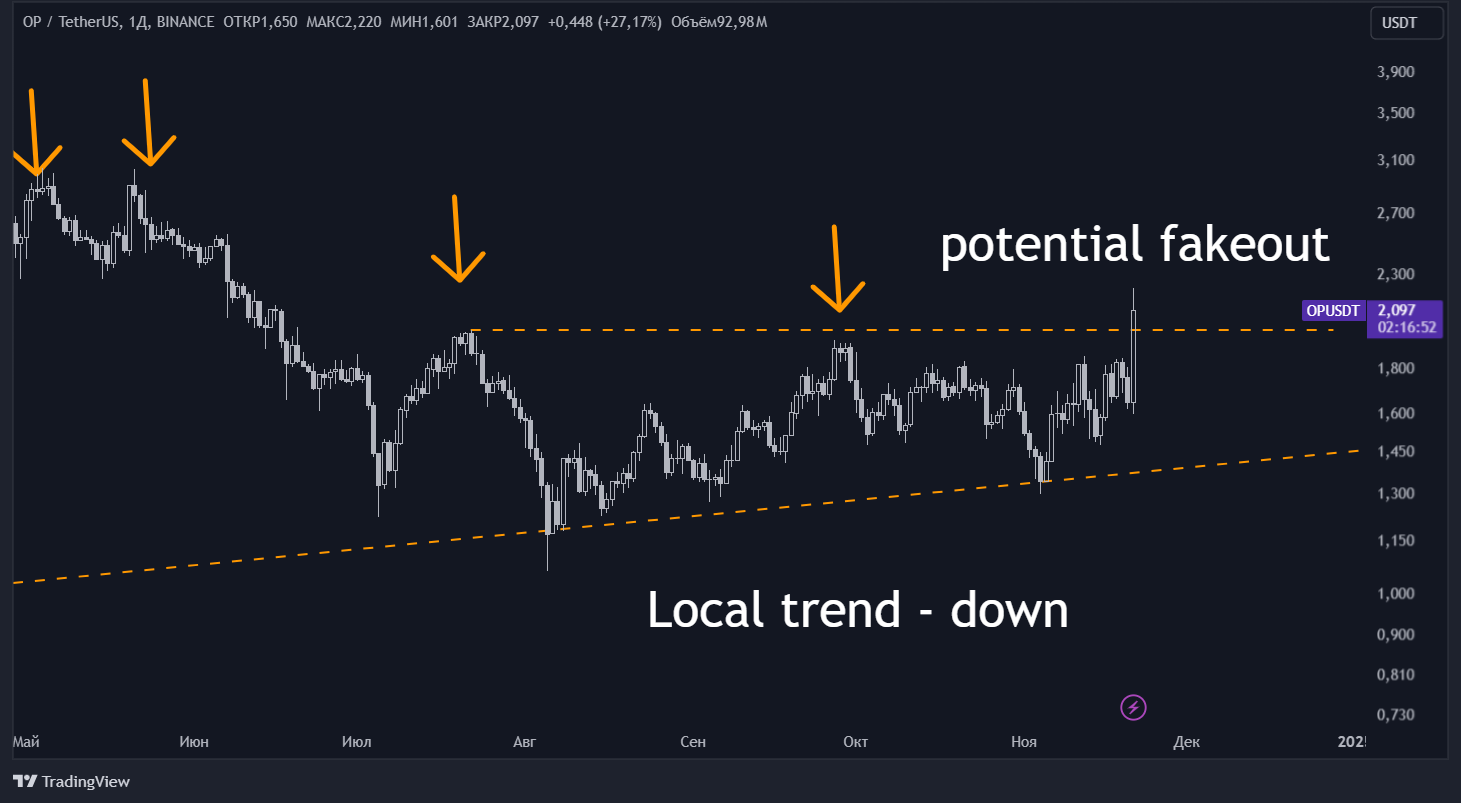 OP / TetherUS, 1Д, BINANCE ОТКР1,650 МАКС2,220 МИН1,601 ЗАКР2,097 +0,448 (+27,17%) Объём92,98 M
USDT
3,900
3,500
3,100
2,700
potential fakeout
2,300
OPUSDT 2,097
02:16:52
1,800
1,600
1,450
1,300
1,150
1,000
Local trend - down
0,900
0,810
0,730
Май Июн Июл Авг Сен Окт Ноя Дек
TradingView